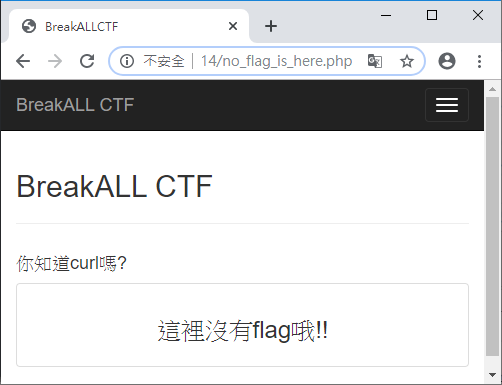 BreakALLCTF
不安全 14/no_flag_is_here.php
BreakALL CTF
BreakALL CTF
你知道curl嗎?
這裡沒有flag哦!!